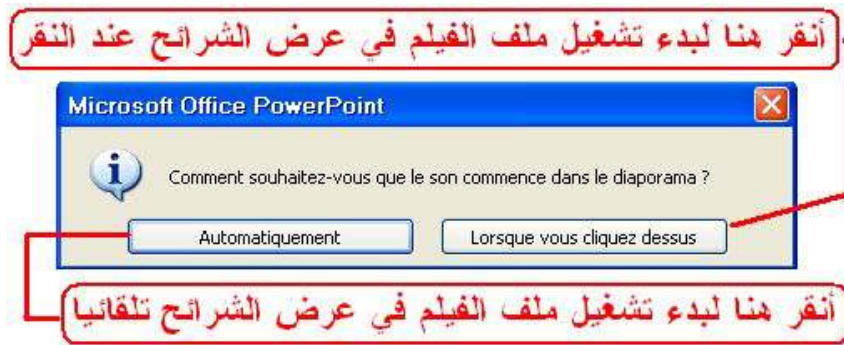 أنقر هنا لبدء تشغيل ملف الفيلم في عرض الشرائح عند النقر
Microsoft Office PowerPoint
Comment souhaitez-vous que le son commence dans le diaporama ?
Automatiquement
Lorsque vous cliquez dessus
أنقر هنا لبدء تشغيل ملف الفيلم في عرض الشرائح تلقائيا